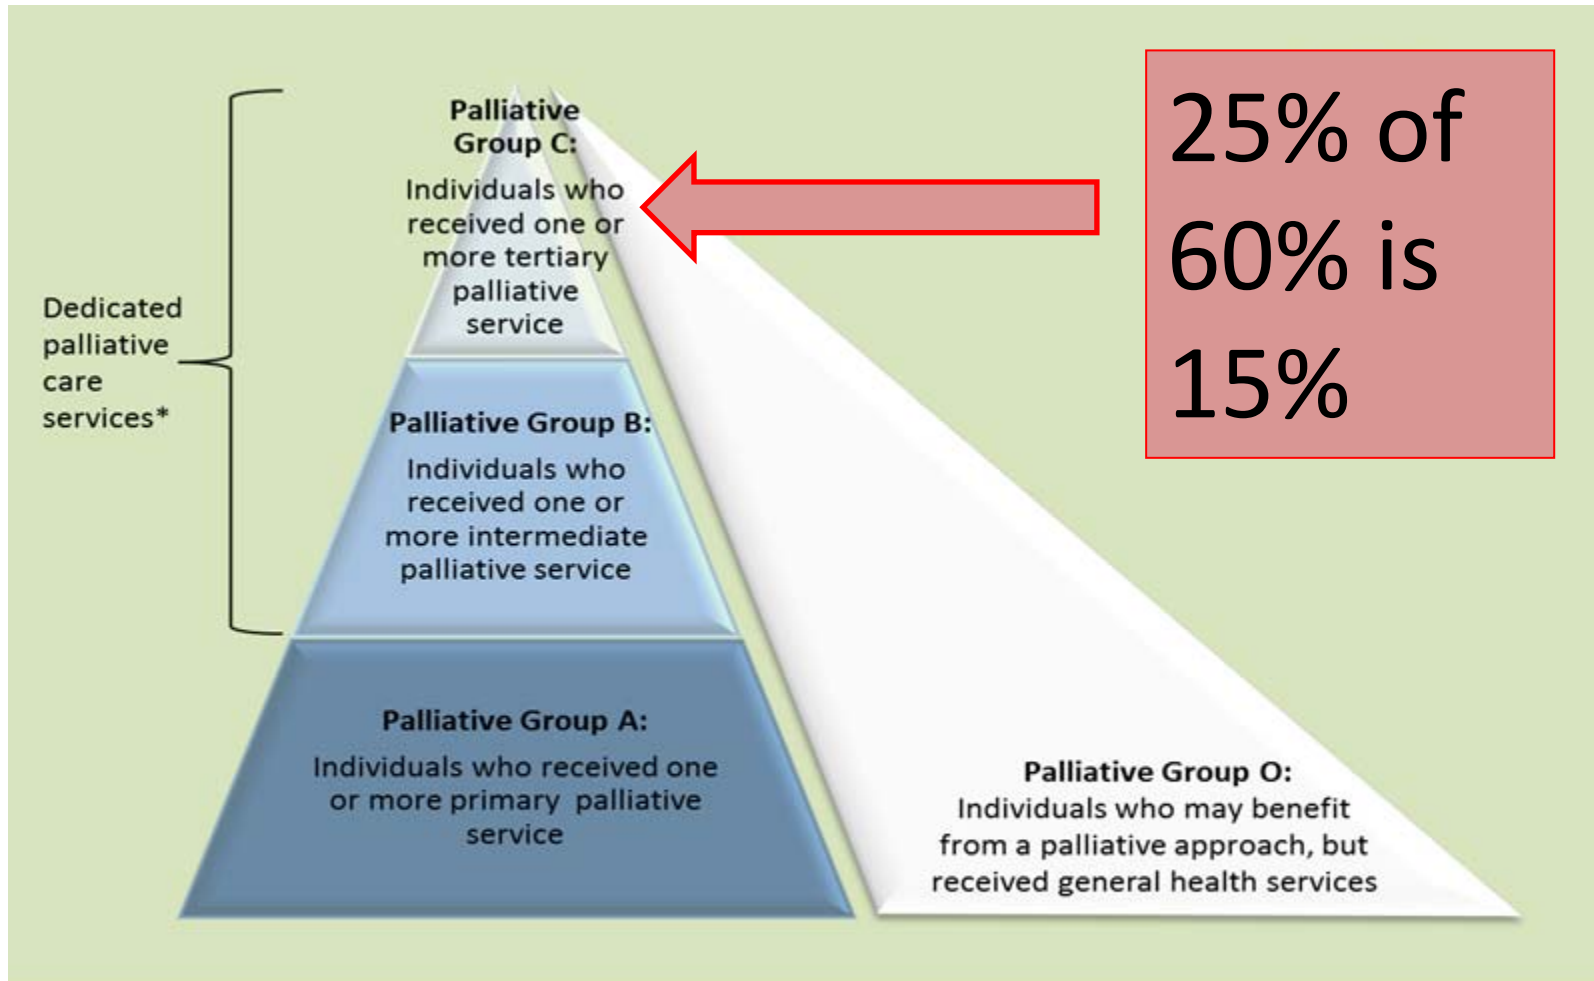 Palliative
Group C:
Individuals who
received one or
more tertiary
palliative
service
25% of
60% is
15%
Dedicated
palliative
care
services*
Palliative Group B:
Individuals who
received one or
more intermediate
palliative service
Palliative Group A:
Individuals who received one
or more primary palliative
service
Palliative Group O:
Individuals who may benefit
from a palliative approach, but
received general health services